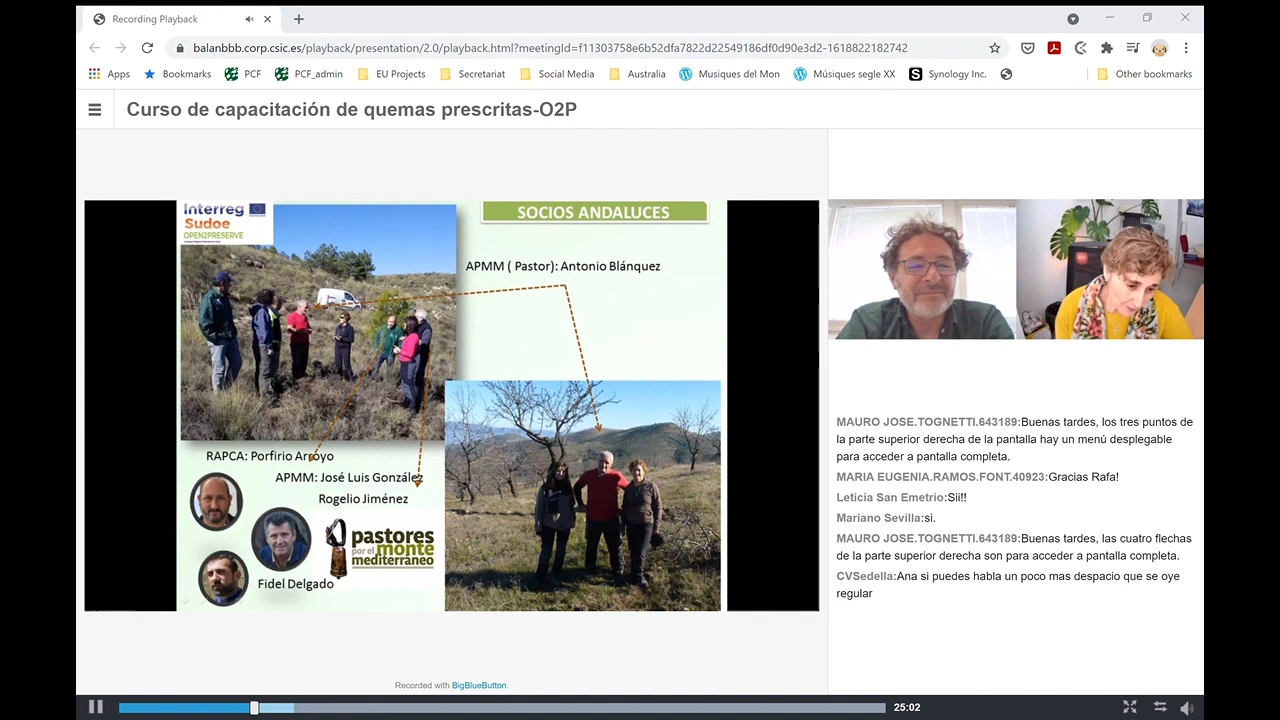 Recording Playback
balanbbb.corp.csic.es/playback/presentation/2.0/playback.html?meetingId=f11303758e6b52dfa7822d22549186df0d90e3d2-1618822182742
Apps Bookmarks PCF PCF_admin EU Projects Secretariat Social Media Australia Musiques del Mon Músiques segle XX Synology Inc. Other bookmarks
Curso de capacitación de quemas prescritas-O2P
Interreg
Sudoe
OPEN2PRESERVE
SOCIOS ANDALUCES
APMM ( Pastor): Antonio Blánquez
RAPCA: Porfirio Arroyo
APMM: José Luis González
Rogelio Jiménez
pastores
por el monte
mediterráneo
Fidel Delgado
MAURO JOSE.TOGNETTI.643189:Buenas tardes, los tres puntos de
la parte superior derecha de la pantalla hay un menú desplegable
para acceder a pantalla completa.
MARIA EUGENIA.RAMOS.FONT.40923:Gracias Rafa!
Leticia San Emetrio:Sii!!
Mariano Sevilla:si.
MAURO JOSE.TOGNETTI.643189:Buenas tardes, las cuatro flechas
de la parte superior derecha son para acceder a pantalla completa.
CVSedella:Ana si puedes habla un poco mas despacio que se oye
regular
Recorded with BigBlueButton.
25:02